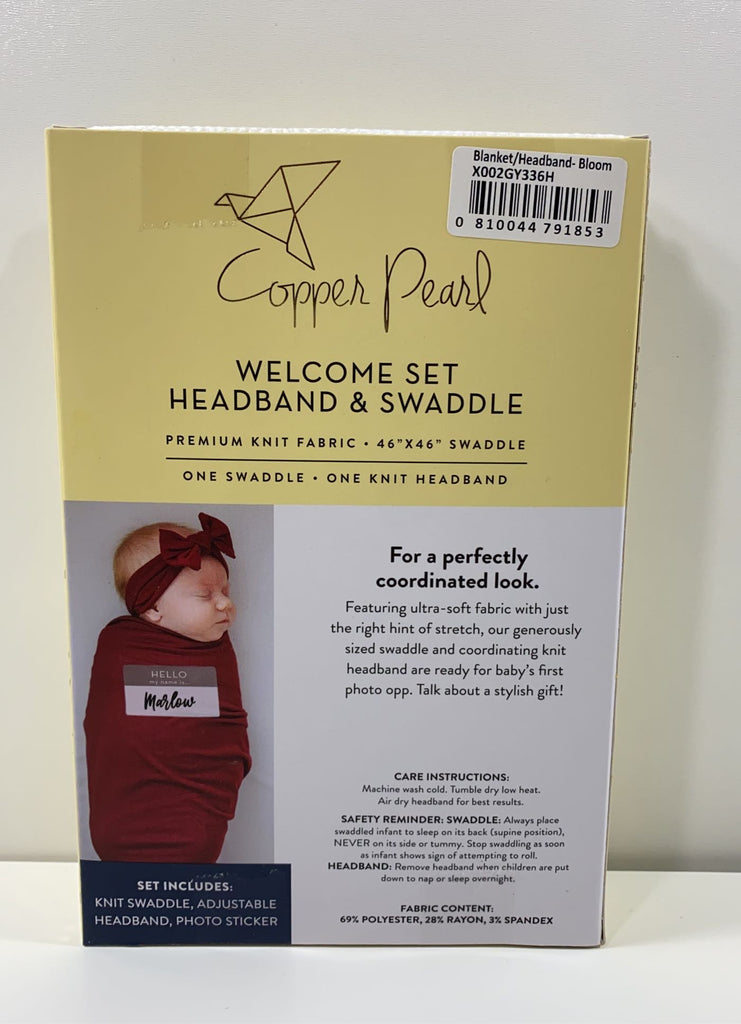 Blanket/Headband- Bloom
X002GY336H
0 810044 791853
Copper Pearl
WELCOME SET
HEADBAND & SWADDLE
PREMIUM KNIT FABRIC • 46”X46” SWADDLE
ONE SWADDLE • ONE KNIT HEADBAND
For a perfectly
coordinated look.
Featuring ultra-soft fabric with just
the right hint of stretch, our generously
sized swaddle and coordinating knit
headband are ready for baby’s first
photo opp. Talk about a stylish gift!
HELLO
my name is...
Marlow
CARE INSTRUCTIONS:
Machine wash cold. Tumble dry low heat.
Air dry headband for best results.
SAFETY REMINDER: SWADDLE: Always place
swaddled infant to sleep on its back (supine position),
NEVER on its side or tummy. Stop swaddling as soon
as infant shows sign of attempting to roll.
HEADBAND: Remove headband when children are put
down to nap or sleep overnight.
FABRIC CONTENT:
69% POLYESTER, 28% RAYON, 3% SPANDEX
SET INCLUDES:
KNIT SWADDLE, ADJUSTABLE
HEADBAND, PHOTO STICKER